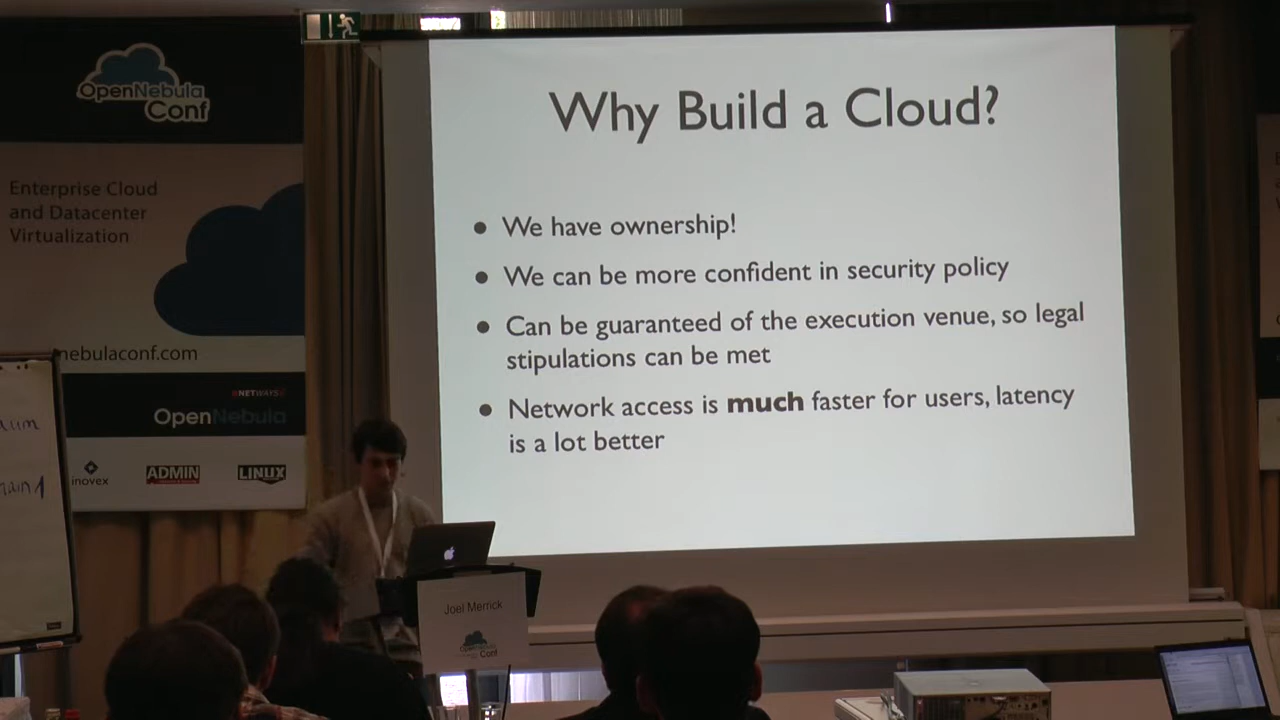 OpenNebula
Conf
Enterprise Cloud
and Datacenter
Virtualization
nebulaconf.com
NETWAYS
OpenNebula
inovex
ADMIN
LINUX
Why Build a Cloud?
We have ownership!
We can be more confident in security policy
Can be guaranteed of the execution venue, so legal
stipulations can be met
Network access is much faster for users, latency
is a lot better
Joel Merrick
OpenNebula
Conf